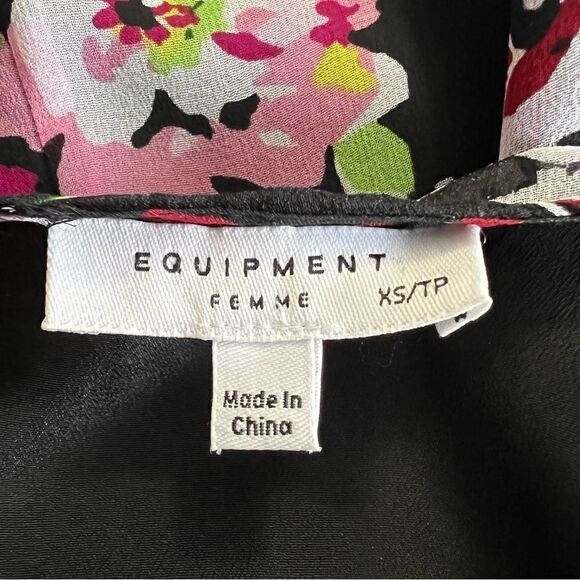 EQUIPMENT
FEMME XS/TP
Made In
China